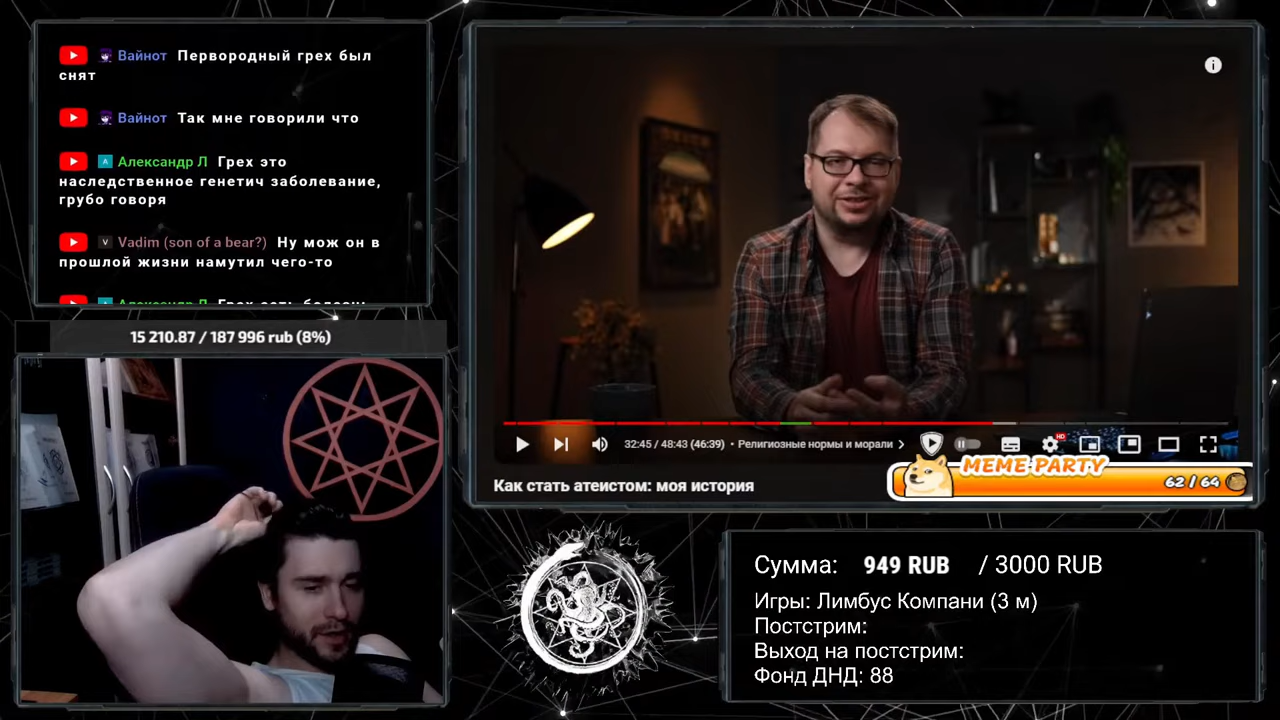 Вайнот Первородный грех был
снят
Вайнот Так мне говорили что
A Александр Л Грех это
наследственное генетич заболевание,
грубо говоря
V Vadim (son of a bear?) Ну мож он в
прошлой жизни намутил чего-то
15 210.87 / 187 996 rub (8%)
32:45 / 48:43 (46:39) • Религиозные нормы и морали
HD
Как стать атеистом: моя история
MEME PARTY
62 / 64
Сумма: 949 RUB / 3000 RUB
Игры: Лимбус Компани (3 м)
Постстрим:
Выход на постстрим:
Фонд ДНД: 88